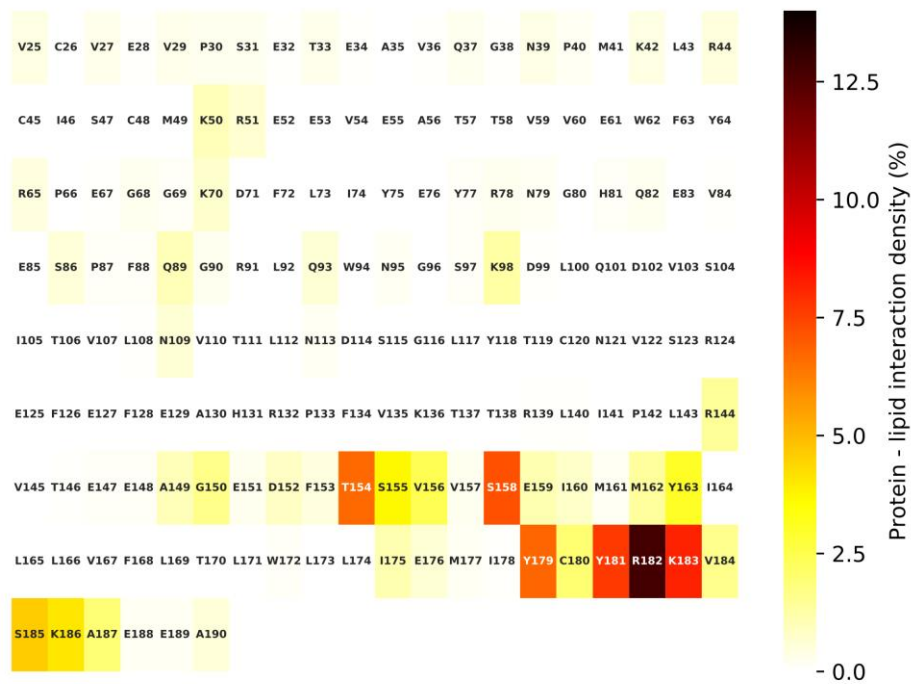 V25 C26 V27 E28 V29 P30 S31 E32 T33 E34 A35 V36 Q37 G38 N39 P40 M41 K42 L43 R44
C45 I46 S47 C48 M49 K50 R51 E52 E53 V54 E55 A56 T57 T58 V59 V60 E61 W62 F63 Y64
R65 P66 E67 G68 G69 K70 D71 F72 L73 I74 Y75 E76 Y77 R78 N79 G80 H81 Q82 E83 V84
E85 S86 P87 F88 Q89 G90 R91 L92 Q93 W94 N95 G96 S97 K98 D99 L100 Q101 D102 V103 S104
I105 T106 V107 L108 N109 V110 T111 L112 N113 D114 S115 G116 L117 Y118 T119 C120 N121 V122 S123 R124
E125 F126 E127 F128 E129 A130 H131 R132 P133 F134 V135 K136 T137 T138 R139 L140 I141 P142 L143 R144
V145 T146 E147 E148 A149 G150 E151 D152 F153 T154 S155 V156 V157 S158 E159 I160 M161 M162 Y163 I164
L165 L166 V167 F168 L169 T170 L171 W172 L173 L174 I175 E176 M177 I178 Y179 C180 Y181 R182 K183 V184
S185 K186 A187 E188 E189 A190
12.5
10.0
7.5
5.0
2.5
0.0
Protein - lipid interaction density (%)